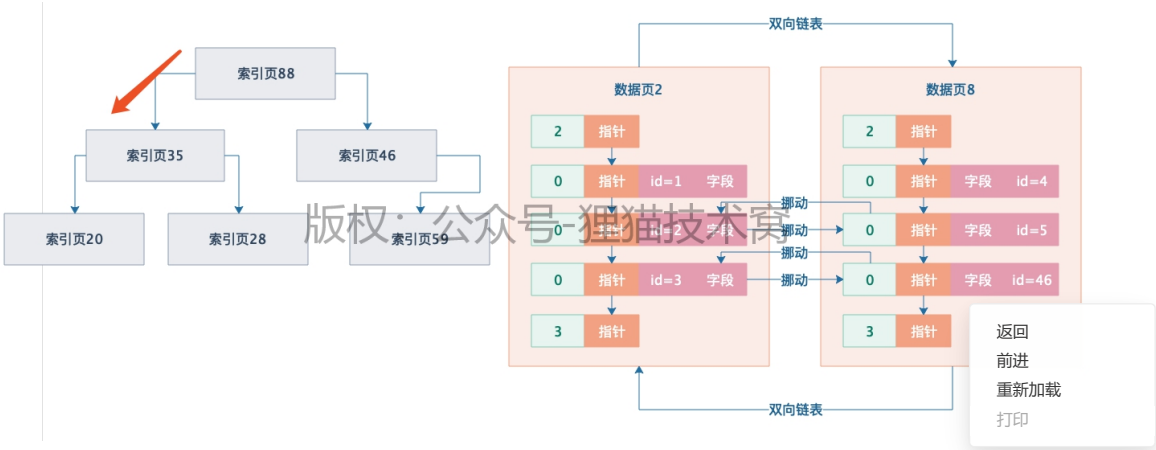 索引页88
索引页35
索引页46
索引页20
索引页28
索引页59
双向链表
数据页2
2 指针
0 指针 id=1 字段
0 指针 id=2 字段
0 指针 id=3 字段
3 指针
挪动
挪动
挪动
挪动
数据页8
2 指针
0 指针 字段 id=4
0 指针 字段 id=5
0 指针 字段 id=46
3 指针
双向链表
版权:公众号-狸猫技术窝
返回
前进
重新加载
打印